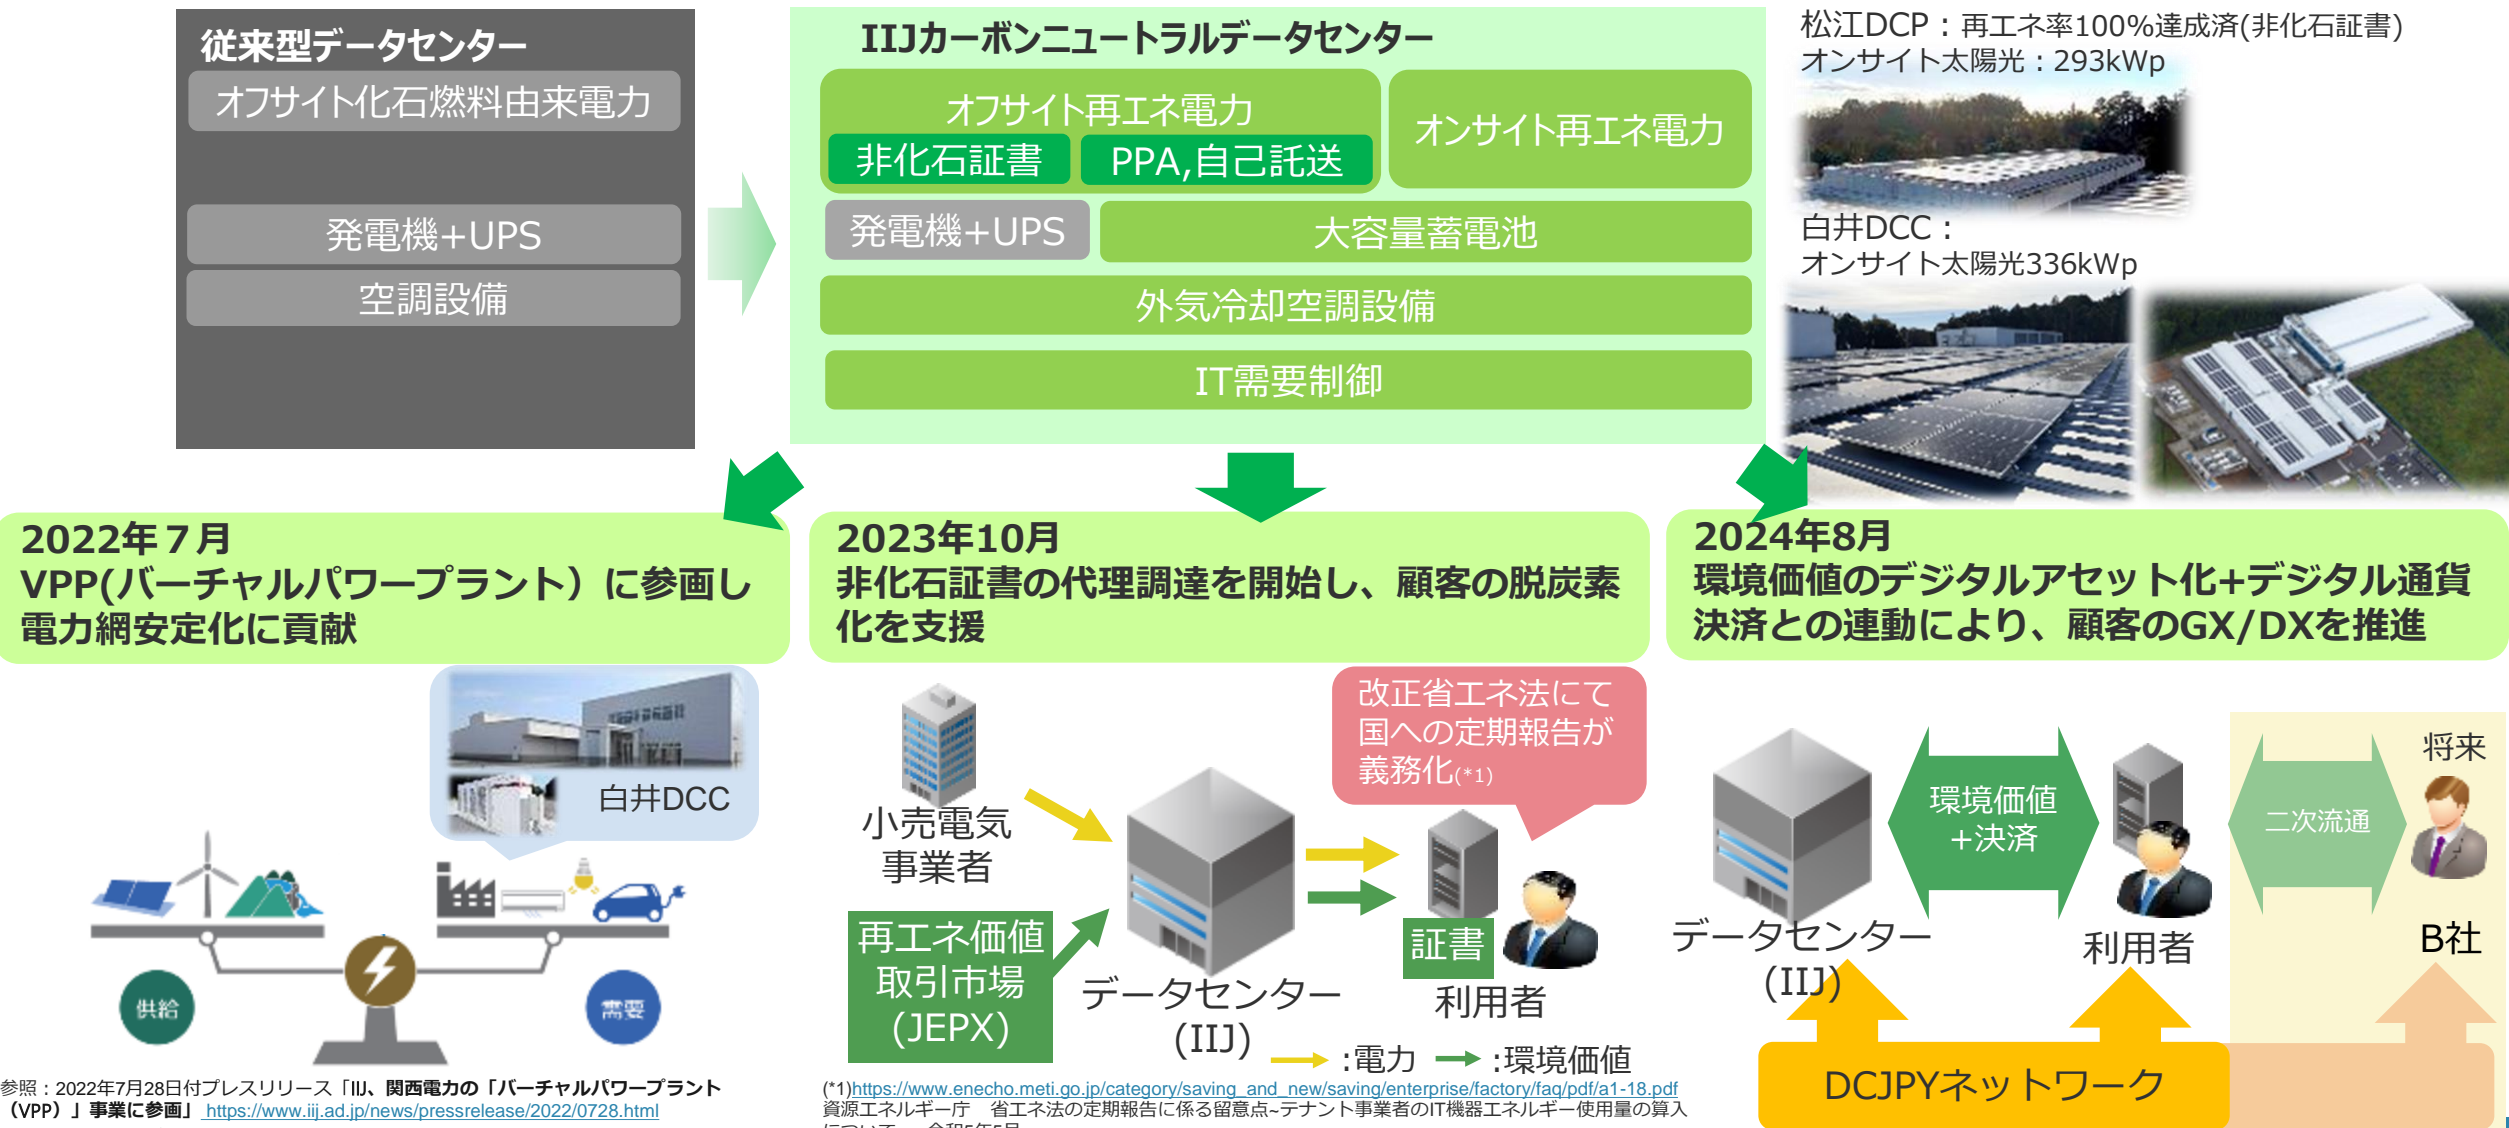 従来型データセンター
オフサイト化石燃料由来電力
発電機+UPS
空調設備
IIJカーボンニュートラルデータセンター
オフサイト再エネ電力
非化石証書
PPA,自己託送
オンサイト再エネ電力
発電機+UPS
大容量蓄電池
外気冷却空調設備
IT需要制御
松江DCP：再エネ率100%達成済(非化石証書)
オンサイト太陽光：293kWp
白井DCC：
オンサイト太陽光336kWp
2022年７月
VPP(バーチャルパワープラント）に参画し
電力網安定化に貢献
白井DCC
供給
需要
参照：2022年7月28日付プレスリリース「IIJ、関西電力の「バーチャルパワープラント
（VPP）」事業に参画」 https://www.iij.ad.jp/news/pressrelease/2022/0728.html
2023年10月
非化石証書の代理調達を開始し、顧客の脱炭素
化を支援
改正省エネ法にて
国への定期報告が
義務化(*1)
小売電気
事業者
再エネ価値
取引市場
(JEPX)
データセンター
(IIJ)
証書
利用者
:電力
:環境価値
(*1)https://www.enecho.meti.go.jp/category/saving_and_new/saving/enterprise/factory/faq/pdf/a1-18.pdf
資源エネルギー庁　省エネ法の定期報告に係る留意点~テナント事業者のIT機器エネルギー使用量の算入
について　令和5年5月
2024年8月
環境価値のデジタルアセット化+デジタル通貨
決済との連動により、顧客のGX/DXを推進
環境価値
+決済
データセンター
(IIJ)
利用者
将来
二次流通
B社
DCJPYネットワーク